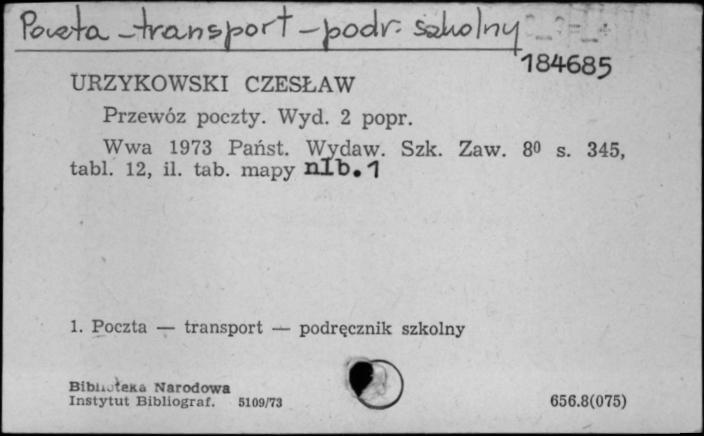 Poczta - transport - podr. szkolny
184685
URZYKOWSKI CZESŁAW
Przewóz poczty. Wyd. 2 popr.
Wwa 1973 Państ. Wydaw. Szk. Zaw. 8⁰ s. 345,
tabl. 12, il. tab. mapy nlb. 1
1. Poczta — transport — podręcznik szkolny
Biblioteka Narodowa
Instytut Bibliograf. 5109/73
656.8(075)